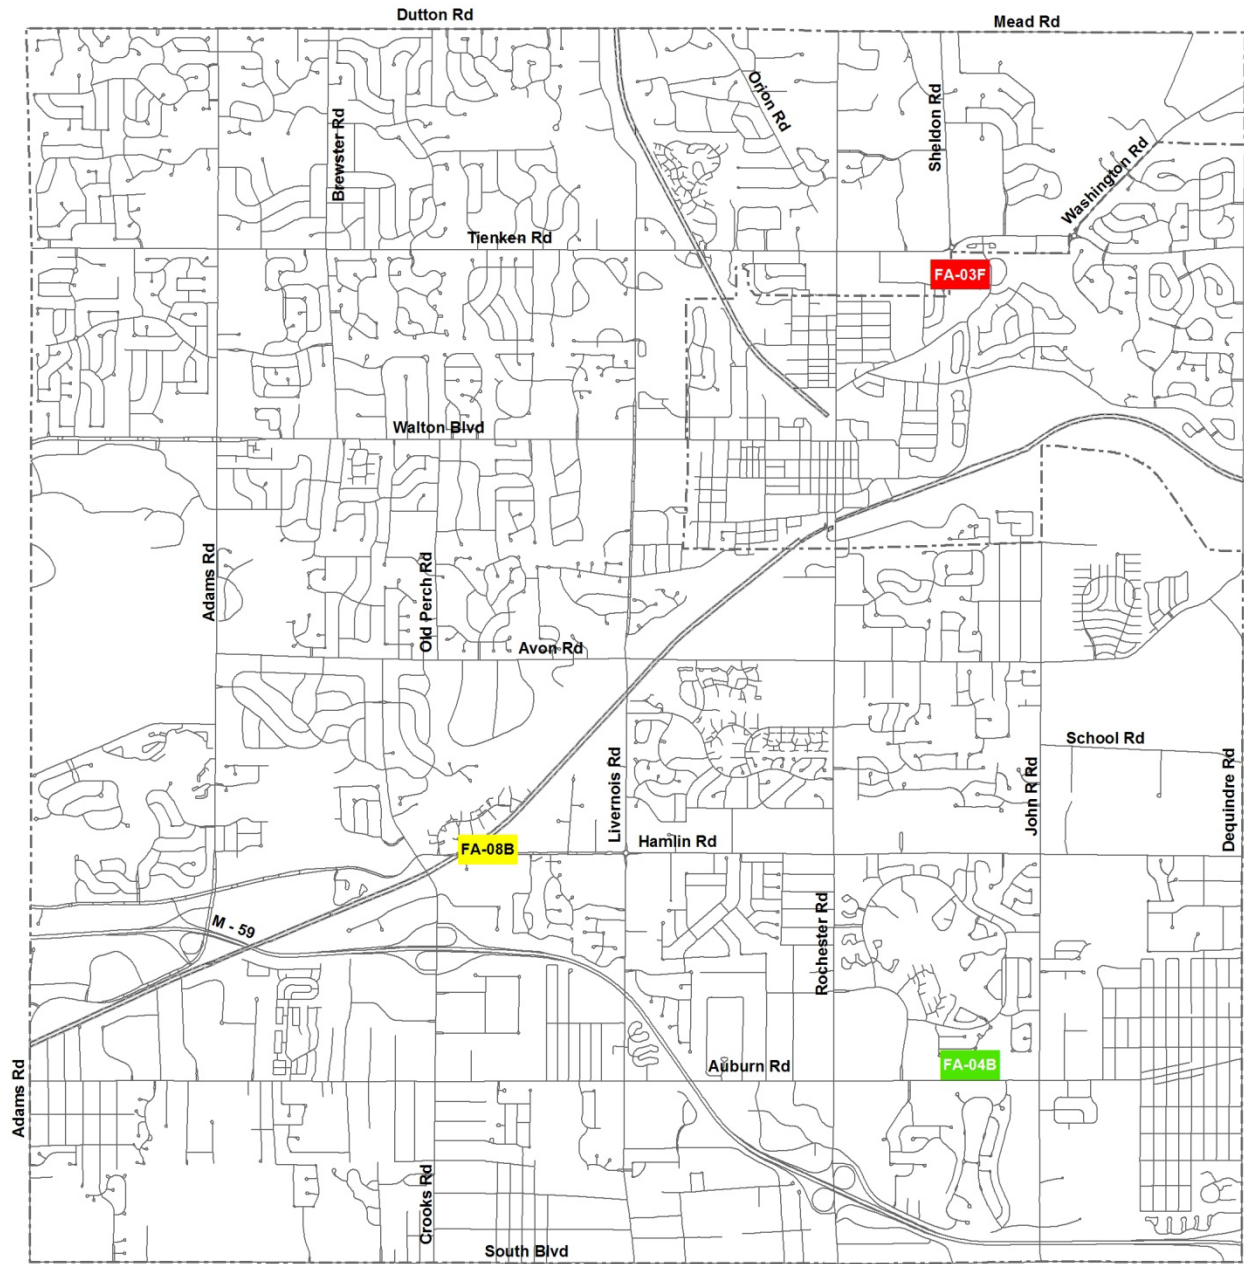 Dutton Rd
Mead Rd
Orion Rd
Sheldon Rd
Brewster Rd
Washington Rd
Tienken Rd
FA-03F
Walton Blvd
Adams Rd
Old Perch Rd
Avon Rd
School Rd
Livernois Rd
John R Rd
Dequindre Rd
Hamlin Rd
FA-08B
M - 59
Rochester Rd
Auburn Rd
FA-04B
Adams Rd
Crooks Rd
South Blvd